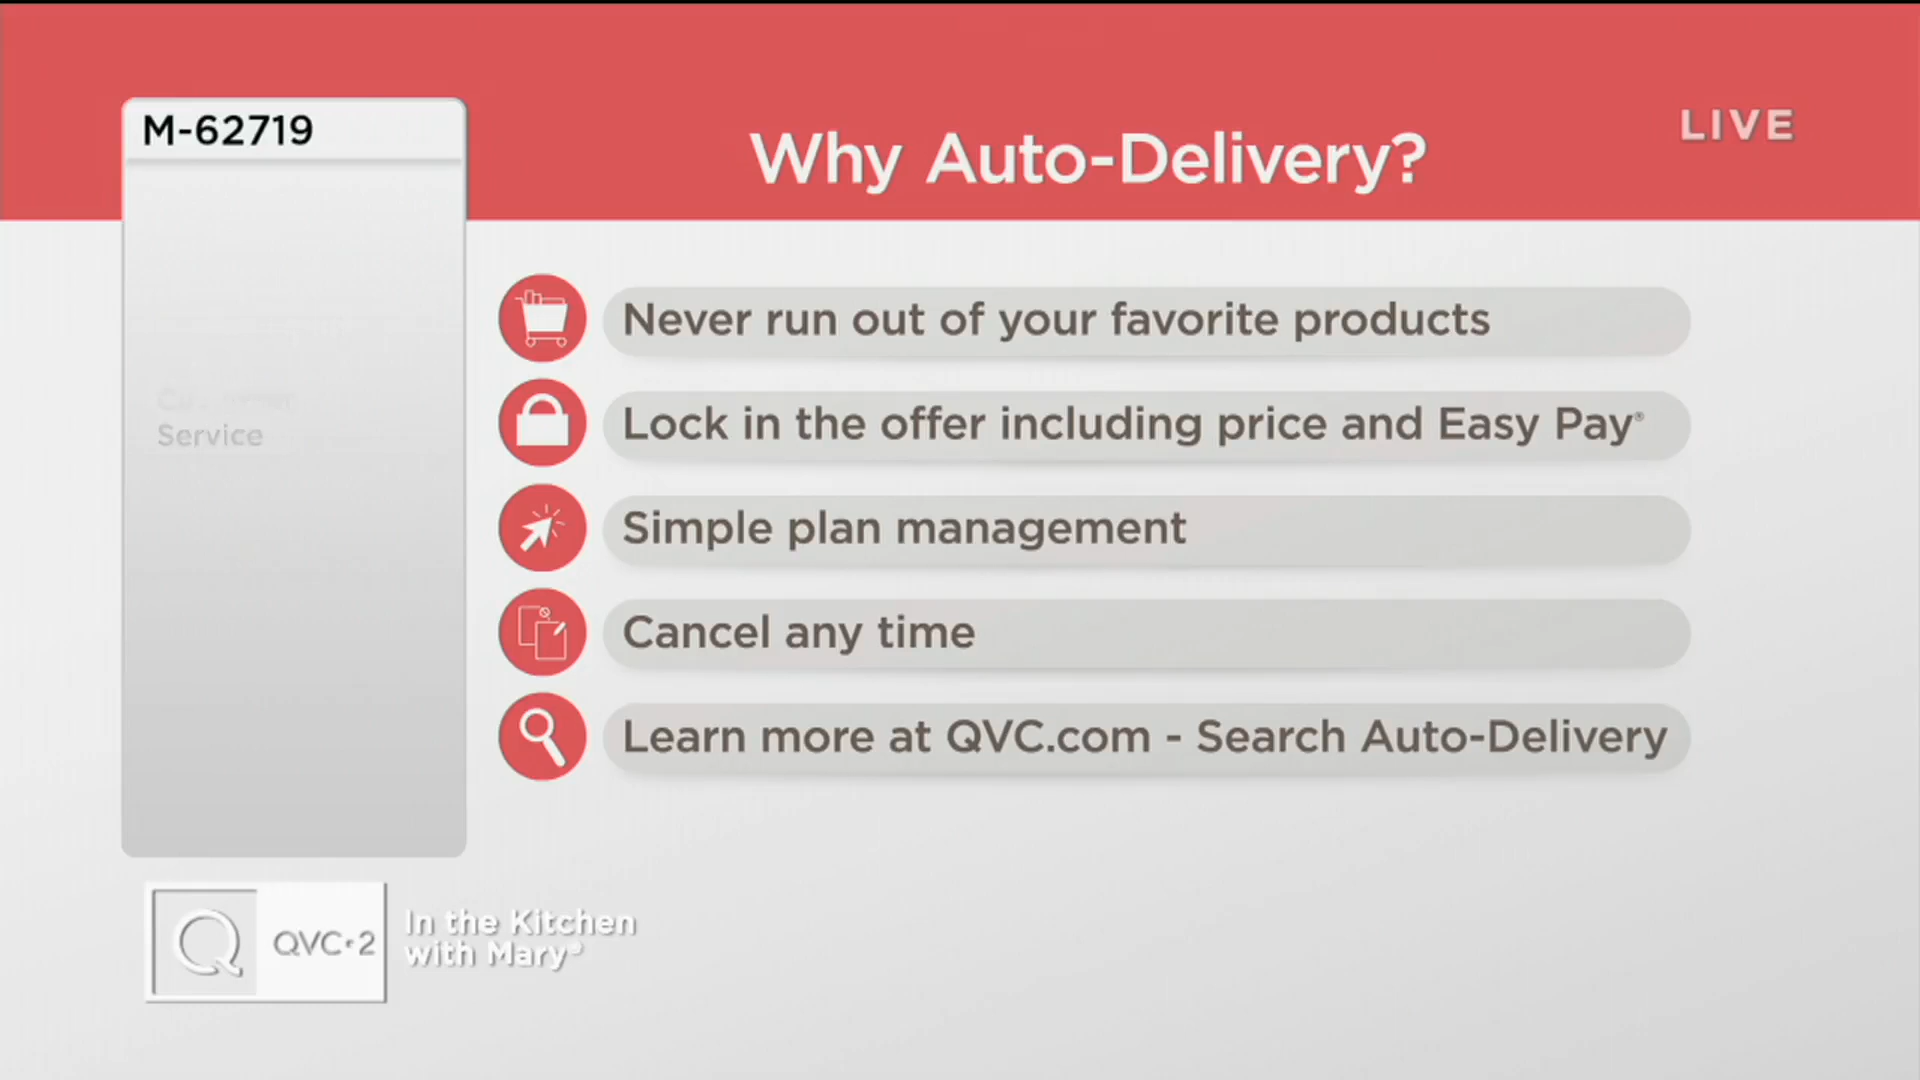 M-62719
Why Auto-Delivery?
LIVE
Never run out of your favorite products
Lock in the offer including price and Easy Pay®
Customer
Service
Simple plan management
Cancel any time
Learn more at QVC.com - Search Auto-Delivery
Q QVC•2
In the Kitchen
with Mary®